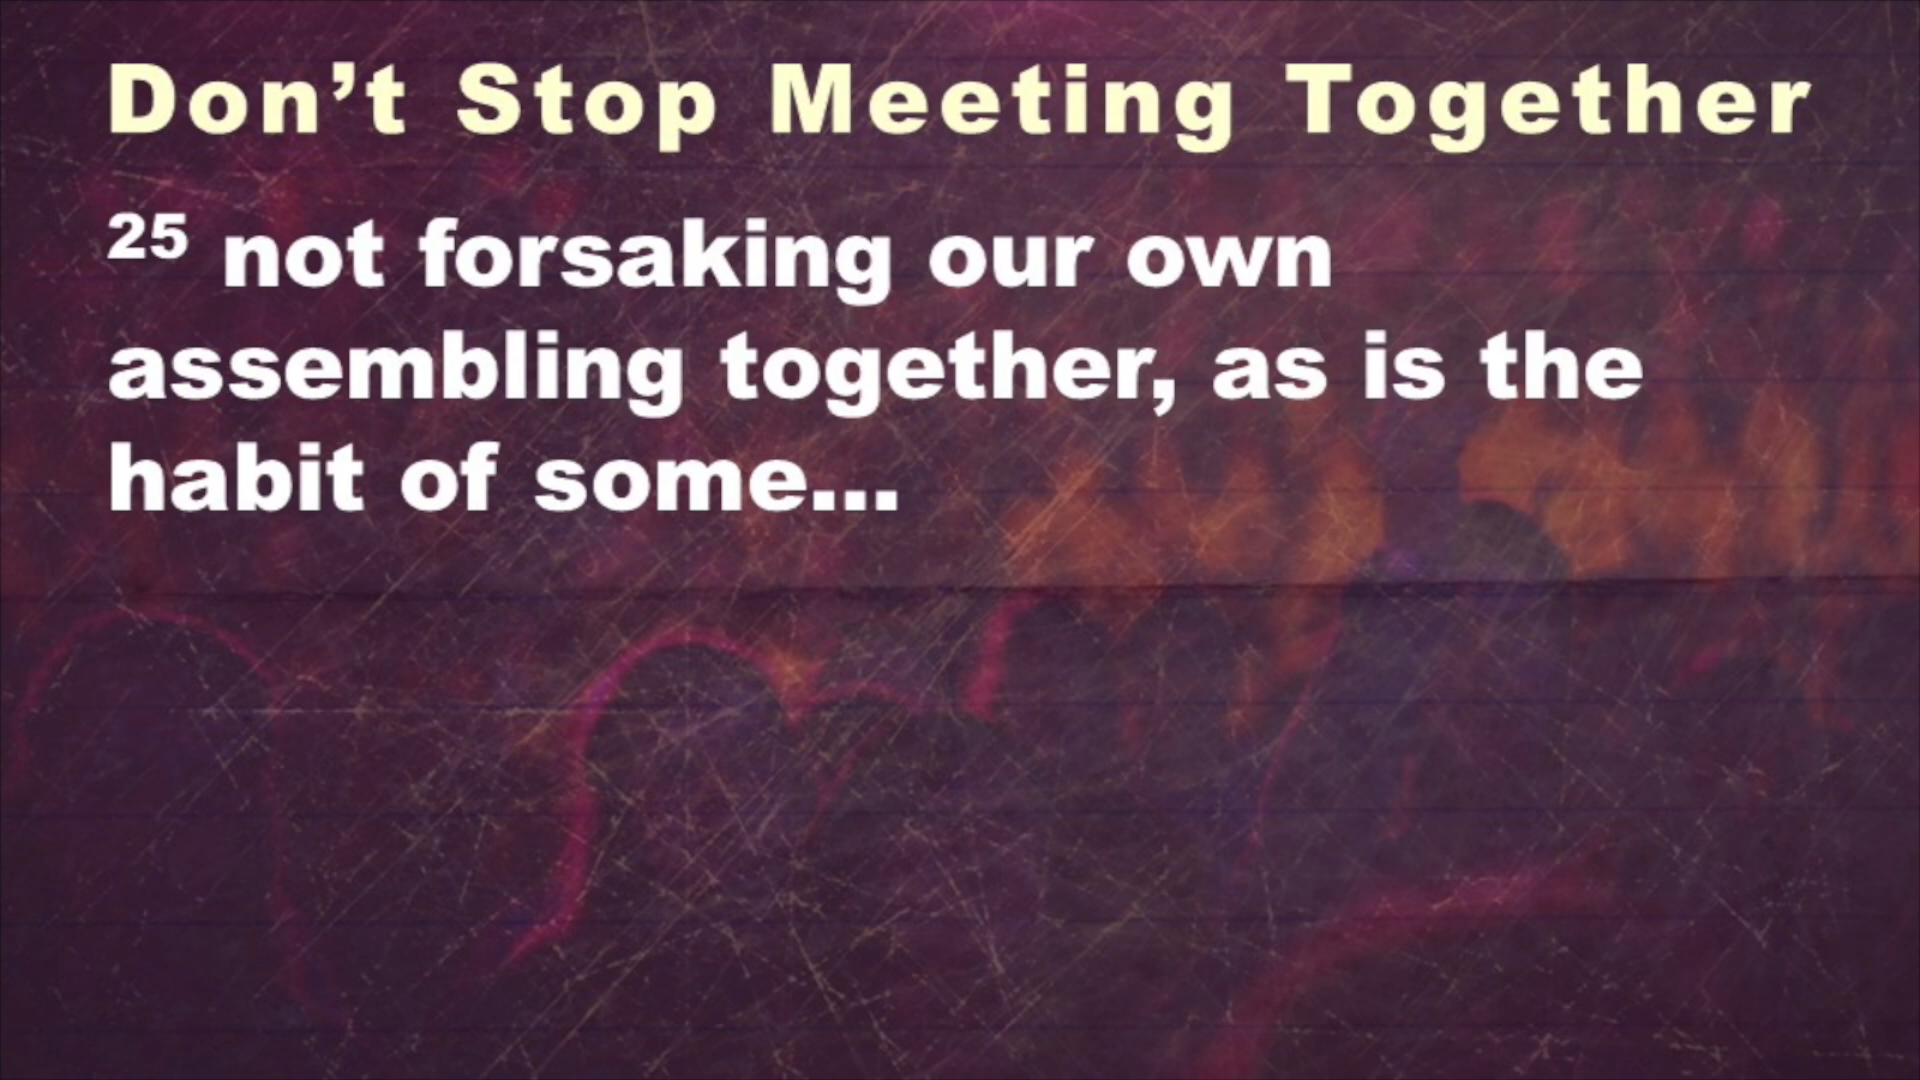 Don’t Stop Meeting Together
25 not forsaking our own
assembling together, as is the
habit of some...